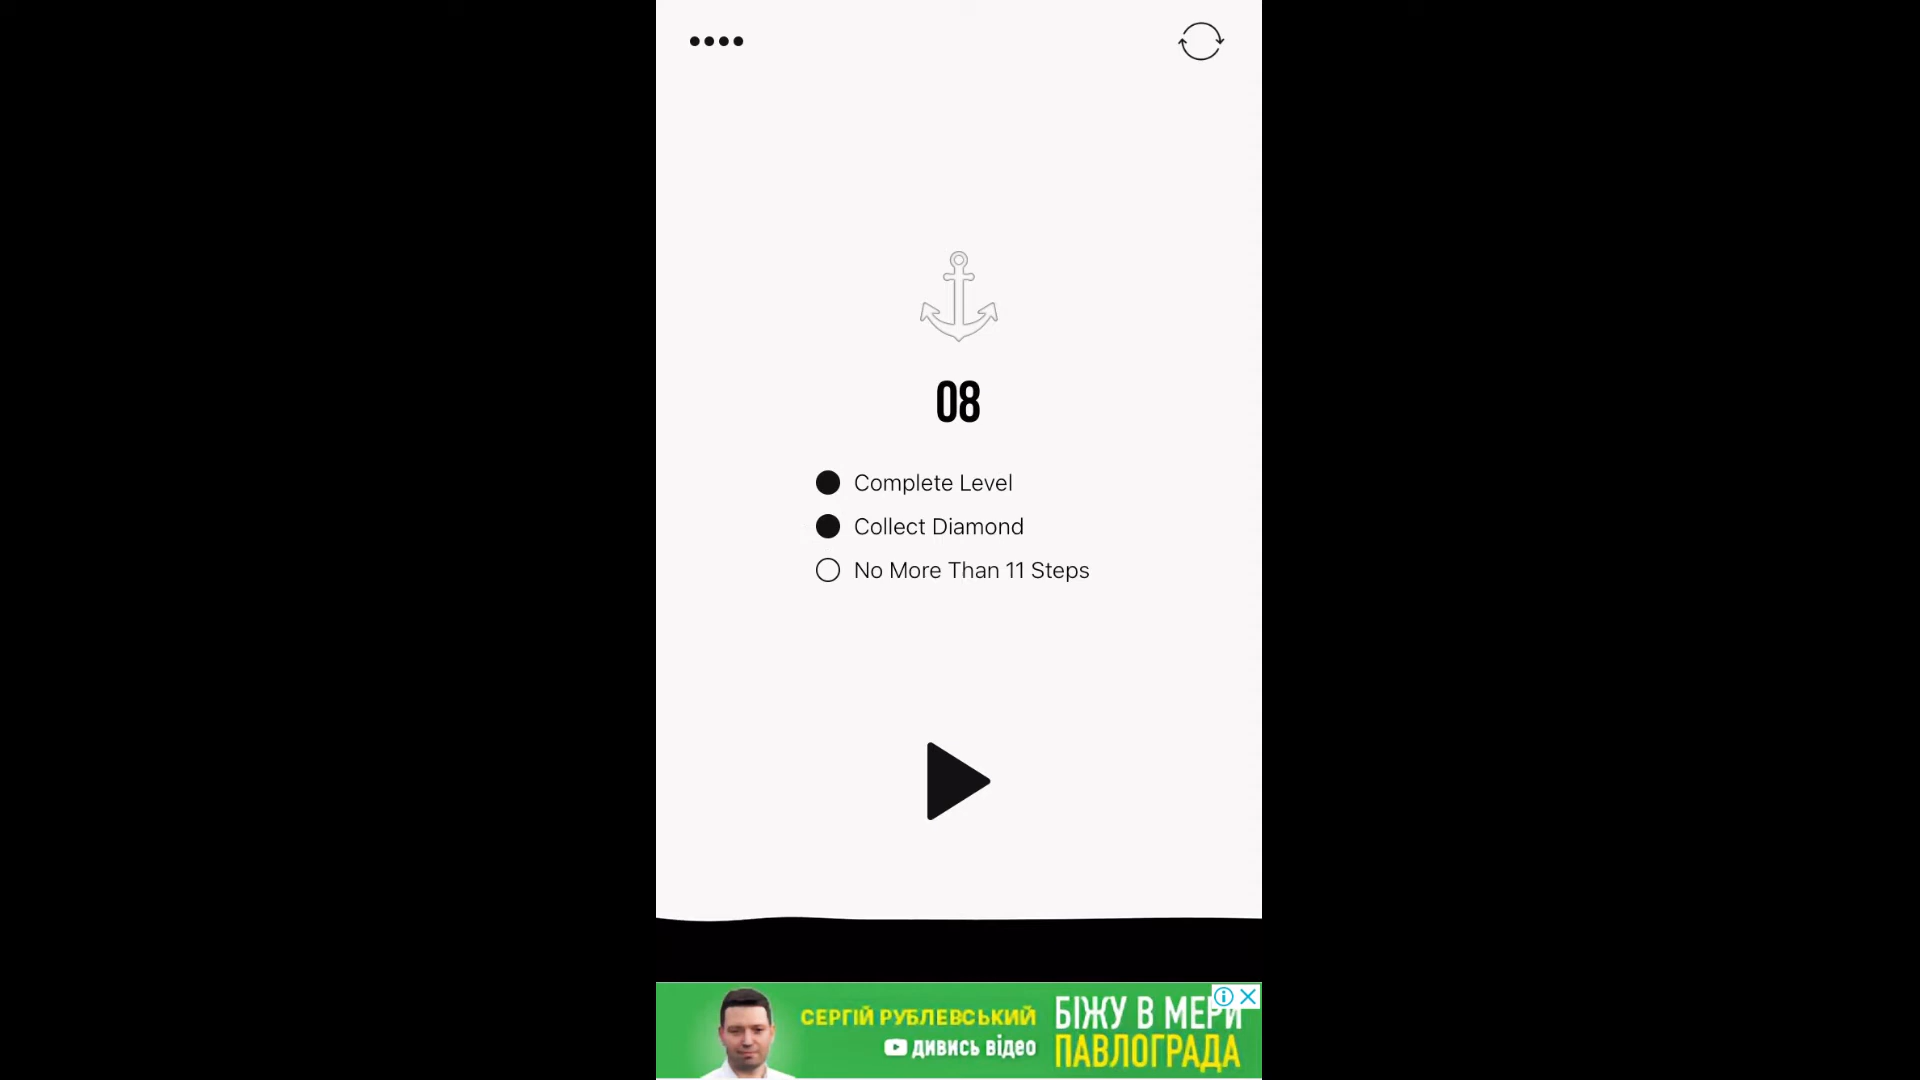 08
Complete Level
Collect Diamond
No More Than 11 Steps
СЕРГІЙ РУБЛЕВСЬКИЙ
ДИВИСЬ ВІДЕО
БІЖУ В МЕРИ
ПАВЛОГРАДА